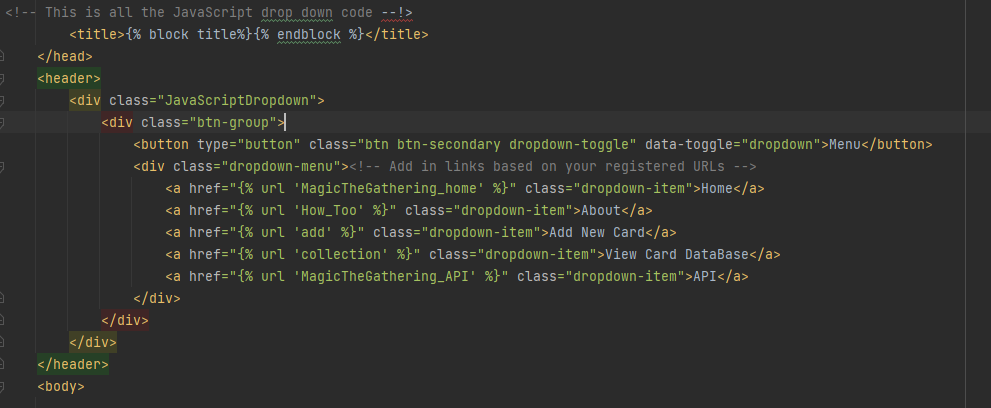 <!-- This is all the JavaScript drop down code --!>
<title>{% block title%}{% endblock %}</title>
</head>
<header>
<div class="JavaScriptDropdown">
<div class="btn-group">
<button type="button" class="btn btn-secondary dropdown-toggle" data-toggle="dropdown">Menu</button>
<div class="dropdown-menu"><!-- Add in links based on your registered URLs -->
<a href="{% url 'MagicTheGathering_home' %}" class="dropdown-item">Home</a>
<a href="{% url 'How_Too' %}" class="dropdown-item">About</a>
<a href="{% url 'add' %}" class="dropdown-item">Add New Card</a>
<a href="{% url 'collection' %}" class="dropdown-item">View Card DataBase</a>
<a href="{% url 'MagicTheGathering_API' %}" class="dropdown-item">API</a>
</div>
</div>
</div>
</header>
<body>